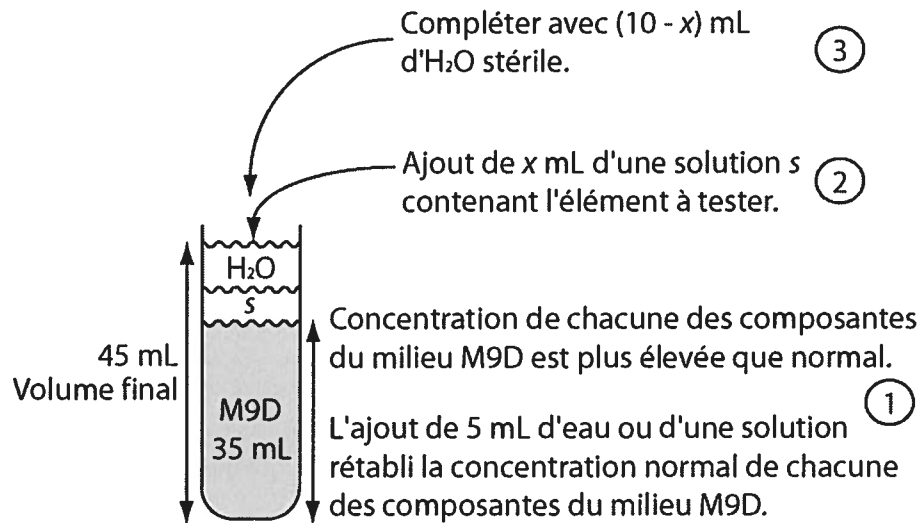 Compléter avec (10 - x) mL
d'H₂O stérile.
3
Ajout de x mL d'une solution s
contenant l'élément à tester.
2
H₂O
s
45 mL
Volume final
M9D
35 mL
Concentration de chacune des composantes
du milieu M9D est plus élevée que normal.
1
L'ajout de 5 mL d'eau ou d'une solution
rétabli la concentration normal de chacune
des composantes du milieu M9D.